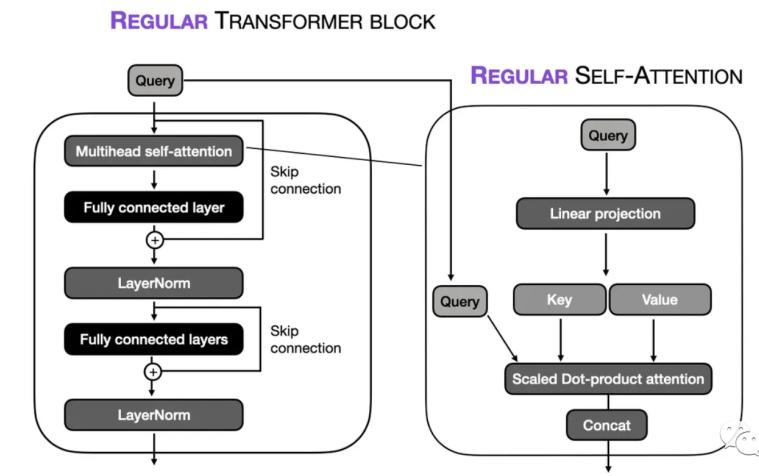 REGULAR TRANSFORMER BLOCK
Query
Multihead self-attention
Skip
connection
Fully connected layer
+
LayerNorm
Fully connected layers
Skip
connection
+
LayerNorm
REGULAR SELF-ATTENTION
Query
Linear projection
Query
Key
Value
Scaled Dot-product attention
Concat